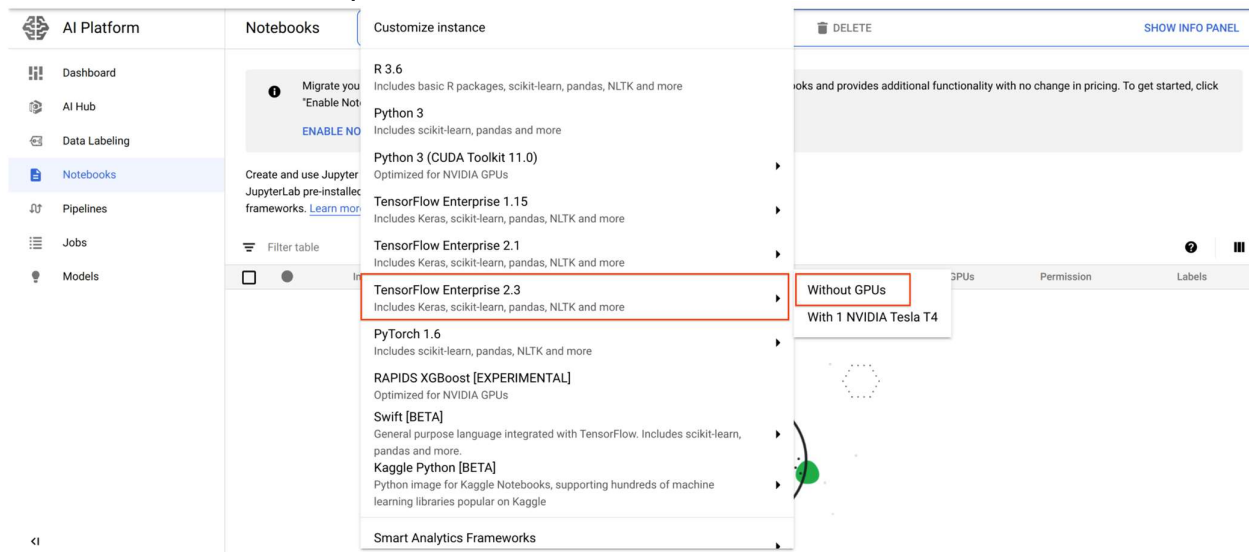 AI Platform
Notebooks
Customize instance
DELETE
SHOW INFO PANEL
Dashboard
AI Hub
Data Labeling
Notebooks
Pipelines
Jobs
Models
Migrate you
"Enable Not
ENABLE NO
ooks and provides additional functionality with no change in pricing. To get started, click
Create and use Jupyter
JupyterLab pre-installed
frameworks. Learn mor
Filter table
In
GPUs
Permission
Labels
R 3.6
Includes basic R packages, scikit-learn, pandas, NLTK and more
Python 3
Includes scikit-learn, pandas and more
Python 3 (CUDA Toolkit 11.0)
Optimized for NVIDIA GPUs
TensorFlow Enterprise 1.15
Includes Keras, scikit-learn, pandas, NLTK and more
TensorFlow Enterprise 2.1
Includes Keras, scikit-learn, pandas, NLTK and more
TensorFlow Enterprise 2.3
Includes Keras, scikit-learn, pandas, NLTK and more
Without GPUs
With 1 NVIDIA Tesla T4
PyTorch 1.6
Includes scikit-learn, pandas, NLTK and more
RAPIDS XGBoost [EXPERIMENTAL]
Optimized for NVIDIA GPUs
Swift [BETA]
General purpose language integrated with TensorFlow. Includes scikit-learn,
pandas and more.
Kaggle Python [BETA]
Python image for Kaggle Notebooks, supporting hundreds of machine
learning libraries popular on Kaggle
Smart Analytics Frameworks